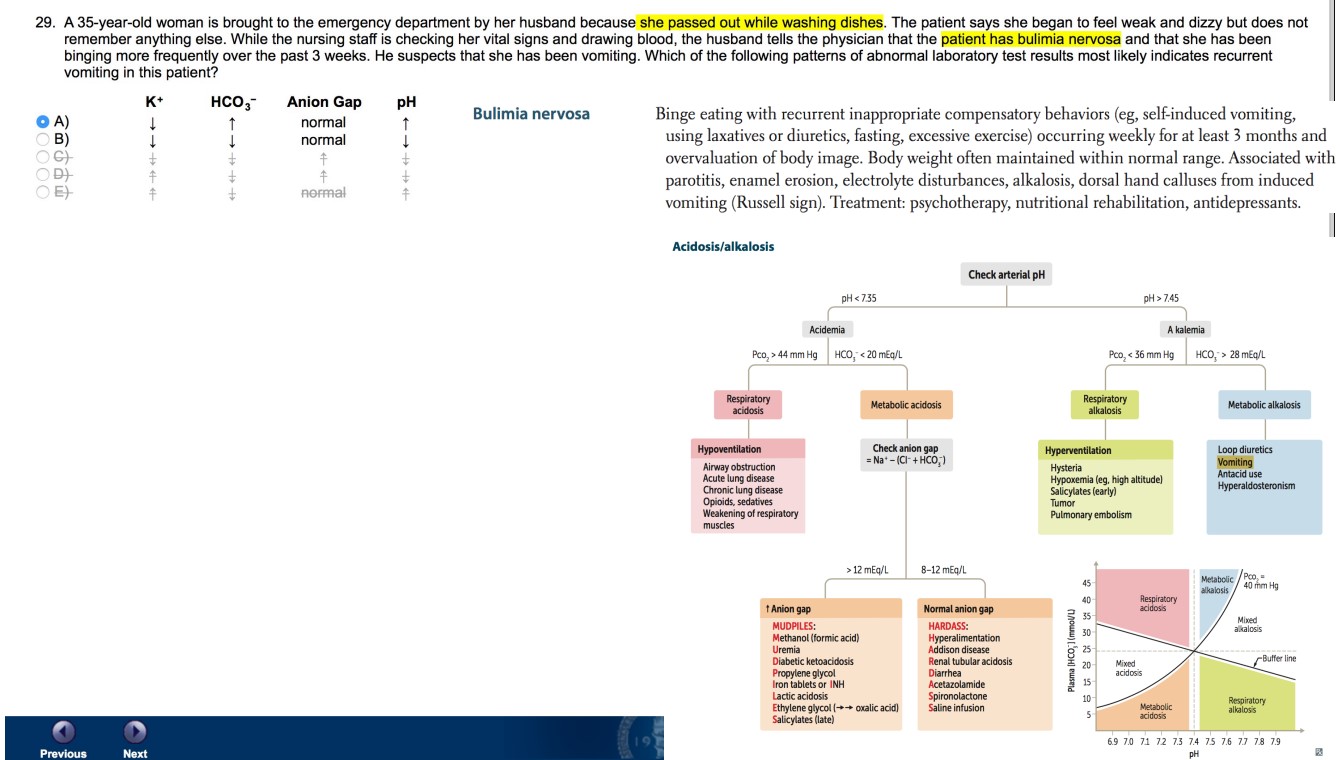 29. A 35-year-old woman is brought to the emergency department by her husband because she passed out while washing dishes. The patient says she began to feel weak and dizzy but does not
remember anything else. While the nursing staff is checking her vital signs and drawing blood, the husband tells the physician that the patient has bulimia nervosa and that she has been
binging more frequently over the past 3 weeks. He suspects that she has been vomiting. Which of the following patterns of abnormal laboratory test results most likely indicates recurrent
vomiting in this patient?
K+ HCO3- Anion Gap pH
A) ↓ ↑ normal ↑
B) ↓ ↓ normal ↓
C) ↓ ↓ ↑ ↓
D) ↑ ↓ ↑ ↓
E) ↑ ↓ normal ↑
Bulimia nervosa
Binge eating with recurrent inappropriate compensatory behaviors (eg, self-induced vomiting,
using laxatives or diuretics, fasting, excessive exercise) occurring weekly for at least 3 months and
overvaluation of body image. Body weight often maintained within normal range. Associated with
parotitis, enamel erosion, electrolyte disturbances, alkalosis, dorsal hand calluses from induced
vomiting (Russell sign). Treatment: psychotherapy, nutritional rehabilitation, antidepressants.
Acidosis/alkalosis
Check arterial pH
pH < 7.35
pH > 7.45
Acidemia
A kalemia
Pco2 > 44 mm Hg
HCO3- < 20 mEq/L
Pco2 < 36 mm Hg
HCO3- > 28 mEq/L
Respiratory
acidosis
Metabolic acidosis
Respiratory
alkalosis
Metabolic alkalosis
Hypoventilation
Airway obstruction
Acute lung disease
Chronic lung disease
Opioids, sedatives
Weakening of respiratory
muscles
Check anion gap
= Na+ – (Cl- + HCO3-)
Hyperventilation
Hysteria
Hypoxemia (eg, high altitude)
Salicylates (early)
Tumor
Pulmonary embolism
Loop diuretics
Vomiting
Antacid use
Hyperaldosteronism
> 12 mEq/L
8–12 mEq/L
↑ Anion gap
MUDPILES:
Methanol (formic acid)
Uremia
Diabetic ketoacidosis
Propylene glycol
Iron tablets or INH
Lactic acidosis
Ethylene glycol (→→ oxalic acid)
Salicylates (late)
Normal anion gap
HARDASS:
Hyperalimentation
Addison disease
Renal tubular acidosis
Diarrhea
Acetazolamide
Spironolactone
Saline infusion
Plasma [HCO3-] (mmol/L)
45
40
35
30
25
20
15
10
5
Respiratory
acidosis
Metabolic
alkalosis
Pco2 =
40 mm Hg
Mixed
alkalosis
Buffer line
Mixed
acidosis
Metabolic
acidosis
Respiratory
alkalosis
6.9 7.0 7.1 7.2 7.3 7.4 7.5 7.6 7.7 7.8 7.9
pH
Previous
Next
19